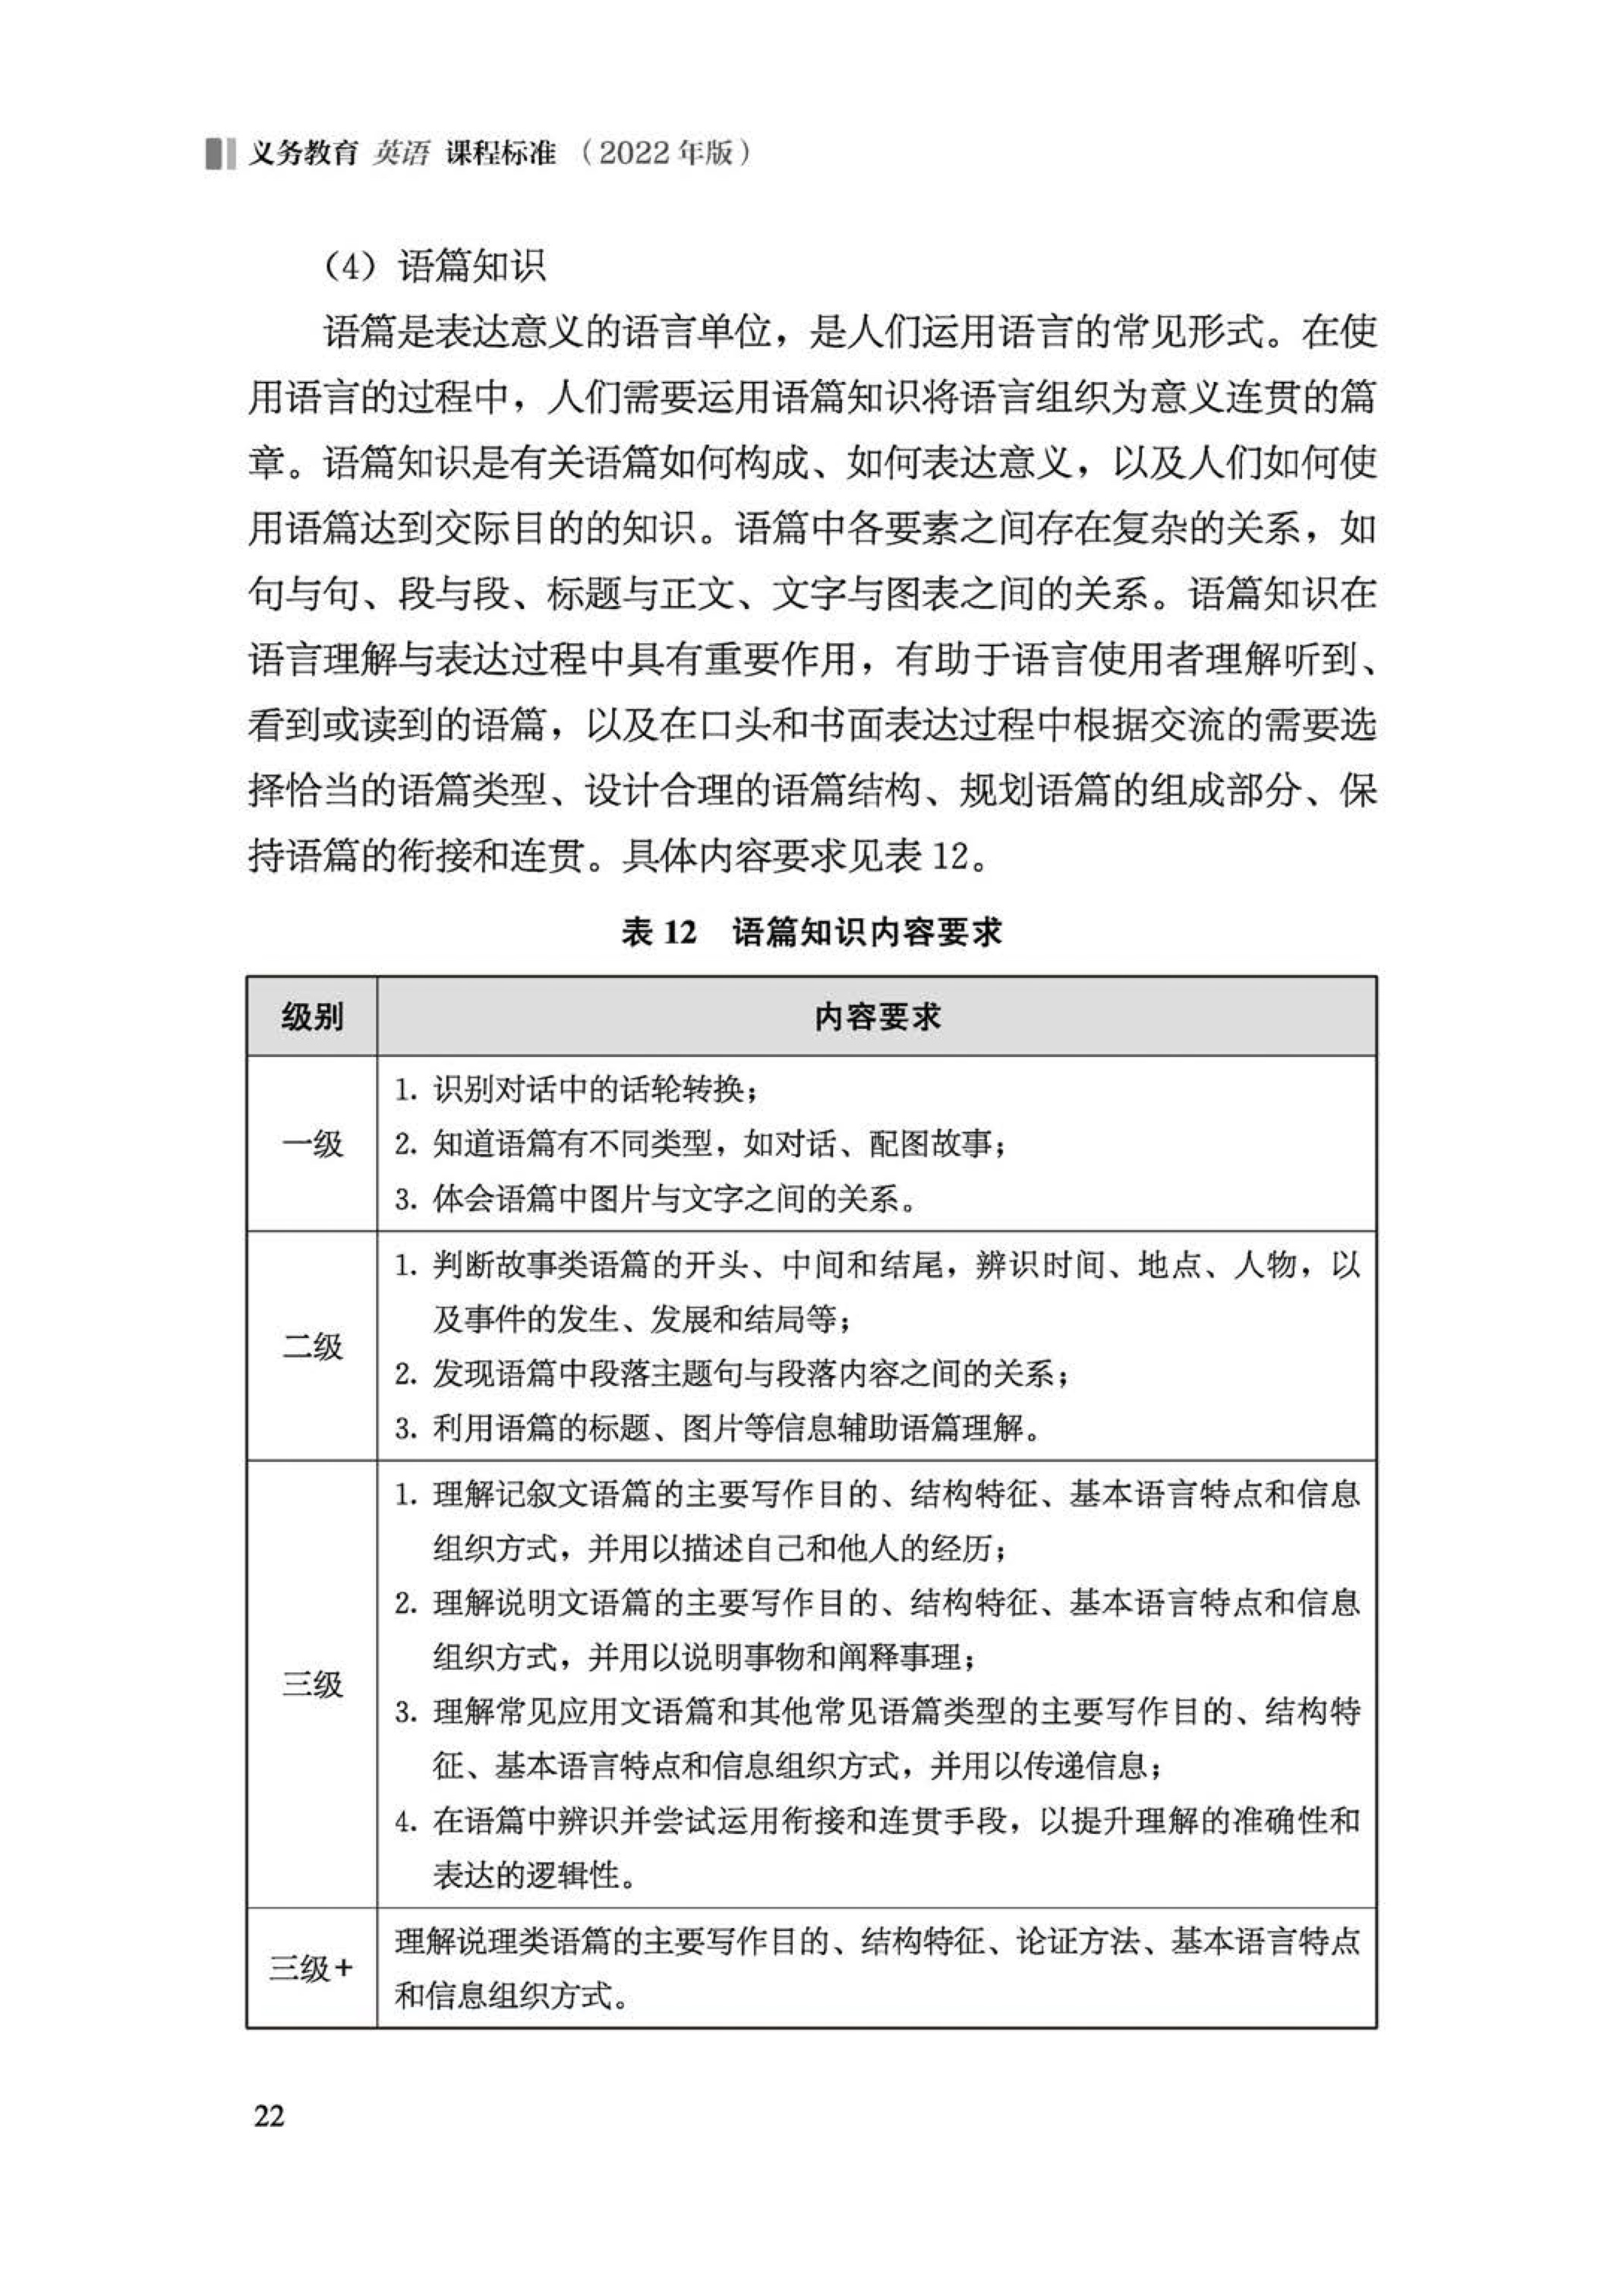 义务教育 英语 课程标准（2022年版）
（4）语篇知识
语篇是表达意义的语言单位，是人们运用语言的常见形式。在使
用语言的过程中，人们需要运用语篇知识将语言组织为意义连贯的篇
章。语篇知识是有关语篇如何构成、如何表达意义，以及人们如何使
用语篇达到交际目的的知识。语篇中各要素之间存在复杂的关系，如
句与句、段与段、标题与正文、文字与图表之间的关系。语篇知识在
语言理解与表达过程中具有重要作用，有助于语言使用者理解听到、
看到或读到的语篇，以及在口头和书面表达过程中根据交流的需要选
择恰当的语篇类型、设计合理的语篇结构、规划语篇的组成部分、保
持语篇的衔接和连贯。具体内容要求见表 12。
表 12 语篇知识内容要求
级别 内容要求
一级
1. 识别对话中的话轮转换；
2. 知道语篇有不同类型，如对话、配图故事；
3. 体会语篇中图片与文字之间的关系。
二级
1. 判断故事类语篇的开头、中间和结尾，辨识时间、地点、人物，以
及事件的发生、发展和结局等；
2. 发现语篇中段落主题句与段落内容之间的关系；
3. 利用语篇的标题、图片等信息辅助语篇理解。
三级
1. 理解记叙文语篇的主要写作目的、结构特征、基本语言特点和信息
组织方式，并用以描述自己和他人的经历；
2. 理解说明文语篇的主要写作目的、结构特征、基本语言特点和信息
组织方式，并用以说明事物和阐释事理；
3. 理解常见应用文语篇和其他常见语篇类型的主要写作目的、结构特
征、基本语言特点和信息组织方式，并用以传递信息；
4. 在语篇中辨识并尝试运用衔接和连贯手段，以提升理解的准确性和
表达的逻辑性。
三级+
理解说理类语篇的主要写作目的、结构特征、论证方法、基本语言特点
和信息组织方式。
22